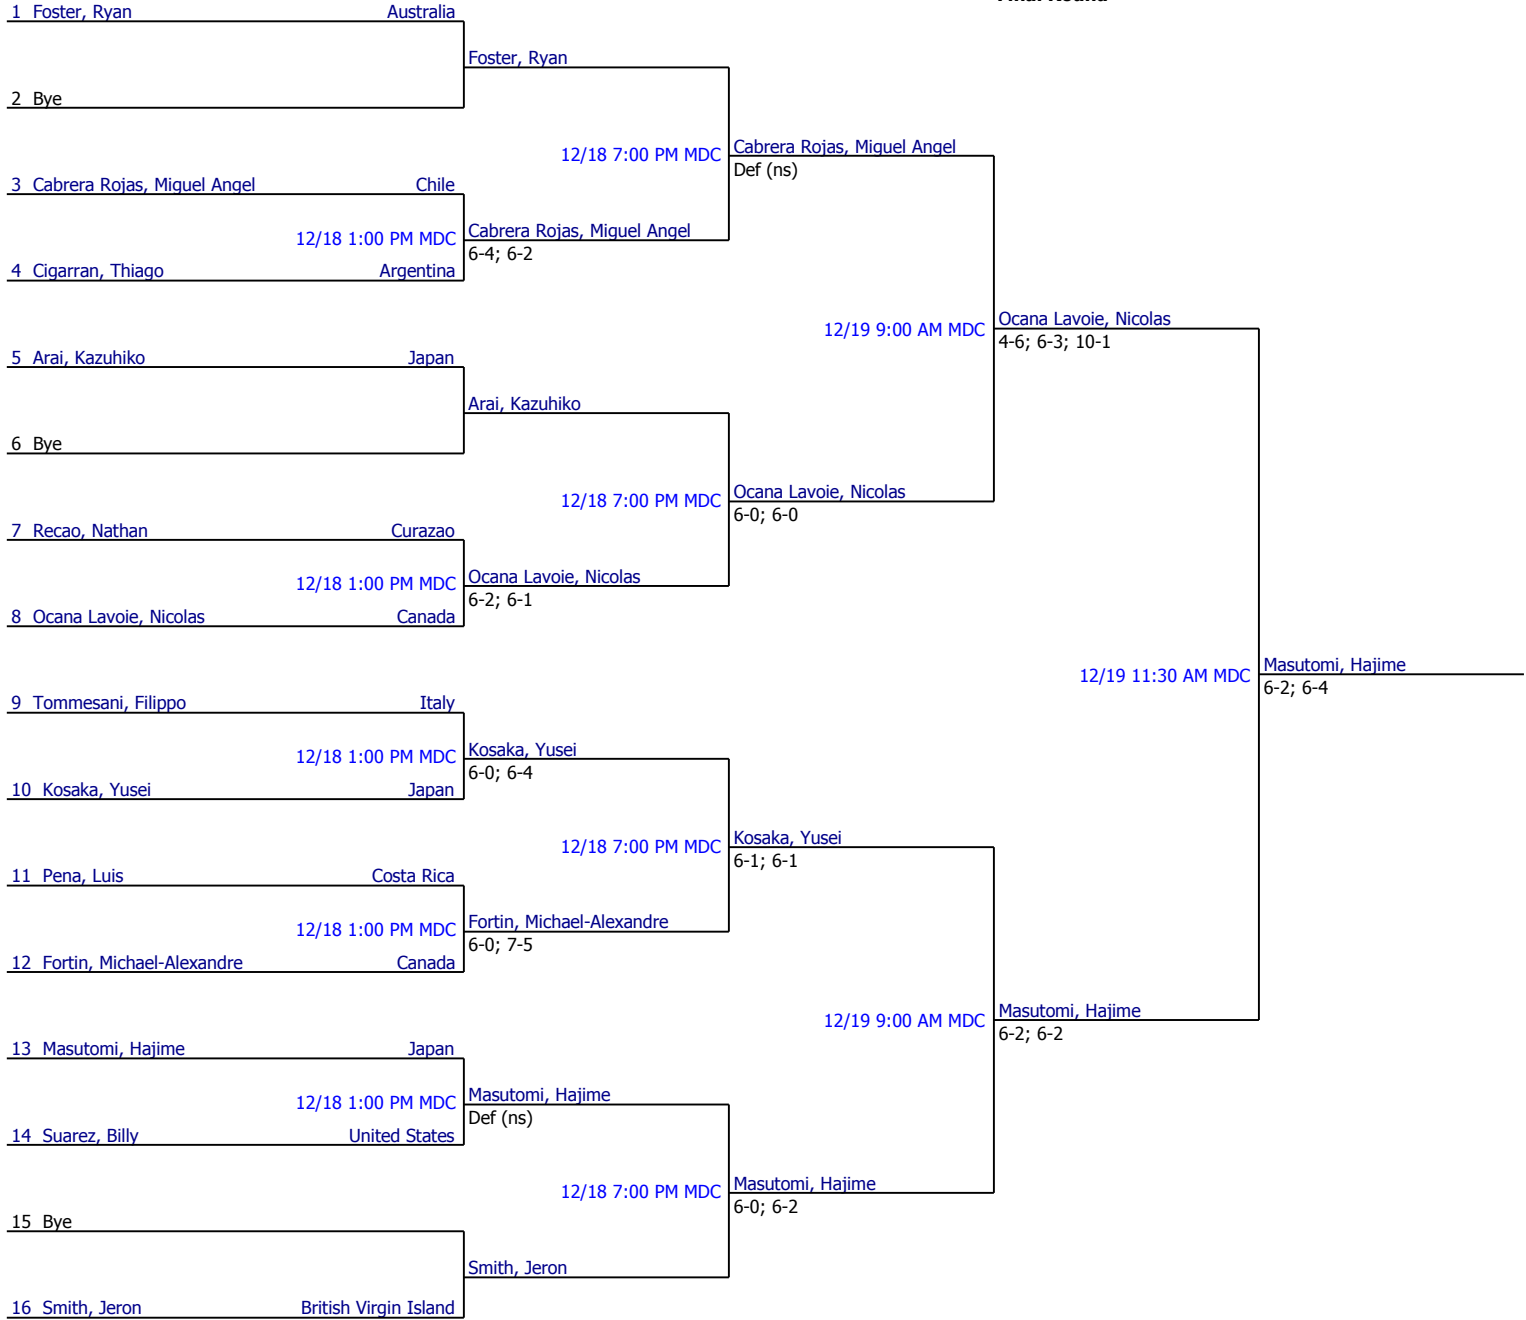 1 Foster, Ryan Australia
Foster, Ryan
2 Bye
12/18 7:00 PM MDC Cabrera Rojas, Miguel Angel
Def (ns)
3 Cabrera Rojas, Miguel Angel Chile
12/18 1:00 PM MDC Cabrera Rojas, Miguel Angel
6-4; 6-2
4 Cigarran, Thiago Argentina
12/19 9:00 AM MDC Ocana Lavoie, Nicolas
4-6; 6-3; 10-1
5 Arai, Kazuhiko Japan
Arai, Kazuhiko
6 Bye
12/18 7:00 PM MDC Ocana Lavoie, Nicolas
6-0; 6-0
7 Recao, Nathan Curazao
12/18 1:00 PM MDC Ocana Lavoie, Nicolas
6-2; 6-1
8 Ocana Lavoie, Nicolas Canada
12/19 11:30 AM MDC Masutomi, Hajime
6-2; 6-4
9 Tommesani, Filippo Italy
12/18 1:00 PM MDC Kosaka, Yusei
6-0; 6-4
10 Kosaka, Yusei Japan
12/18 7:00 PM MDC Kosaka, Yusei
6-1; 6-1
11 Pena, Luis Costa Rica
12/18 1:00 PM MDC Fortin, Michael-Alexandre
6-0; 7-5
12 Fortin, Michael-Alexandre Canada
12/19 9:00 AM MDC Masutomi, Hajime
6-2; 6-2
13 Masutomi, Hajime Japan
12/18 1:00 PM MDC Masutomi, Hajime
Def (ns)
14 Suarez, Billy United States
12/18 7:00 PM MDC Masutomi, Hajime
6-0; 6-2
15 Bye
Smith, Jeron
16 Smith, Jeron British Virgin Island